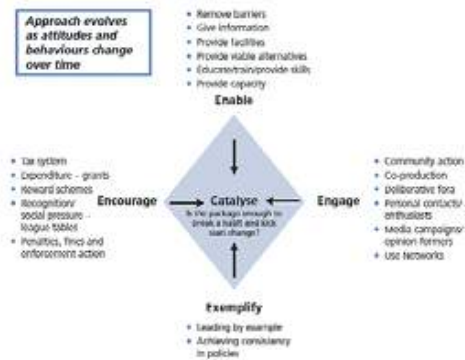 Approach evolves
as attitudes and
behaviours change
over time
• Remove barriers
• Give information
• Provide facilities
• Provide viable alternatives
• Educate/train/provide skills
• Provide capacity
Enable
• Tax system
• Expenditure – grants
• Reward schemes
• Recognition/
social pressure –
league tables
• Penalties, fines and
enforcement action
Encourage
Catalyse
Is the package enough to
break a habit and kick
start change?
Engage
• Community action
• Co-production
• Deliberative fora
• Personal contacts/
enthusiasts
• Media campaigns/
opinion formers
• Use Networks
Exemplify
• Leading by example
• Achieving consistency
in policies